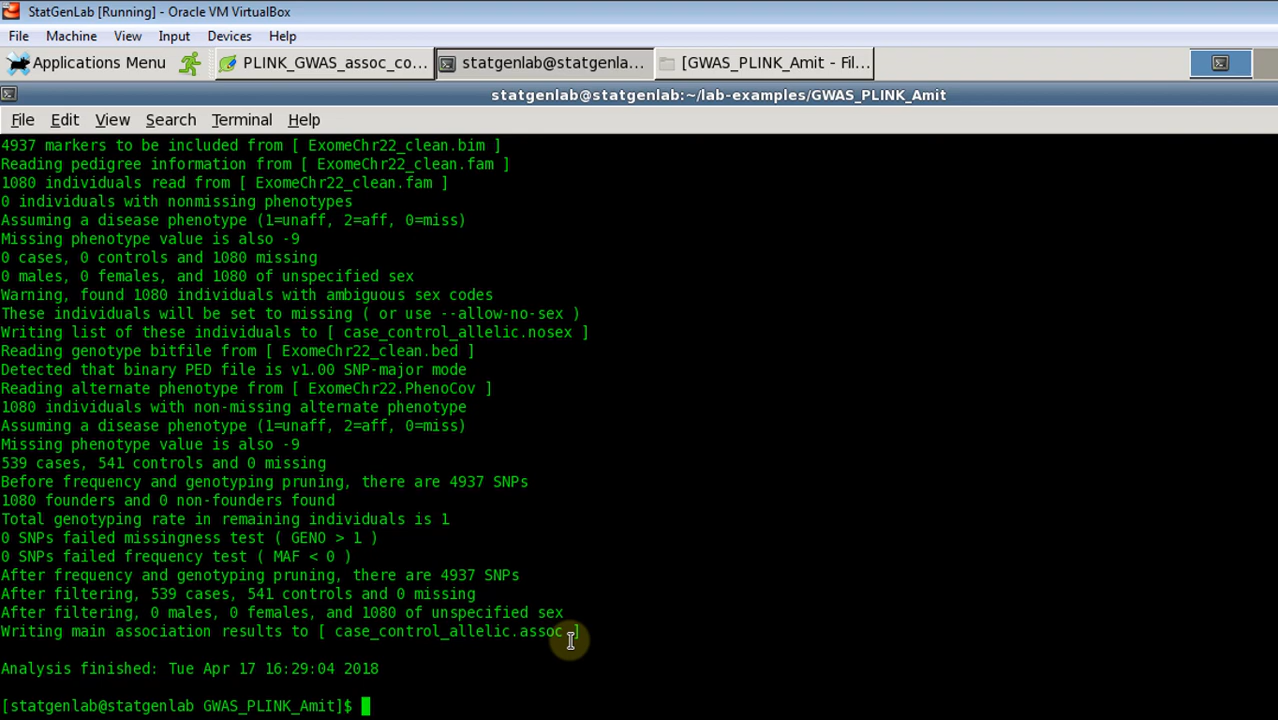 StatGenLab [Running] - Oracle VM VirtualBox
File Machine View Input Devices Help
Applications Menu PLINK_GWAS_assoc_co... statgenlab@statgenla... [GWAS_PLINK_Amit - Fil...
statgenlab@statgenlab:~/lab-examples/GWAS_PLINK_Amit
File Edit View Search Terminal Help
4937 markers to be included from [ ExomeChr22_clean.bim ]
Reading pedigree information from [ ExomeChr22_clean.fam ]
1080 individuals read from [ ExomeChr22_clean.fam ]
0 individuals with nonmissing phenotypes
Assuming a disease phenotype (1=unaff, 2=aff, 0=miss)
Missing phenotype value is also -9
0 cases, 0 controls and 1080 missing
0 males, 0 females, and 1080 of unspecified sex
Warning, found 1080 individuals with ambiguous sex codes
These individuals will be set to missing ( or use --allow-no-sex )
Writing list of these individuals to [ case_control_allelic.nosex ]
Reading genotype bitfile from [ ExomeChr22_clean.bed ]
Detected that binary PED file is v1.00 SNP-major mode
Reading alternate phenotype from [ ExomeChr22.PhenoCov ]
1080 individuals with non-missing alternate phenotype
Assuming a disease phenotype (1=unaff, 2=aff, 0=miss)
Missing phenotype value is also -9
539 cases, 541 controls and 0 missing
Before frequency and genotyping pruning, there are 4937 SNPs
1080 founders and 0 non-founders found
Total genotyping rate in remaining individuals is 1
0 SNPs failed missingness test ( GENO > 1 )
0 SNPs failed frequency test ( MAF < 0 )
After frequency and genotyping pruning, there are 4937 SNPs
After filtering, 539 cases, 541 controls and 0 missing
After filtering, 0 males, 0 females, and 1080 of unspecified sex
Writing main association results to [ case_control_allelic.assoc ]
Analysis finished: Tue Apr 17 16:29:04 2018
[statgenlab@statgenlab GWAS_PLINK_Amit]$